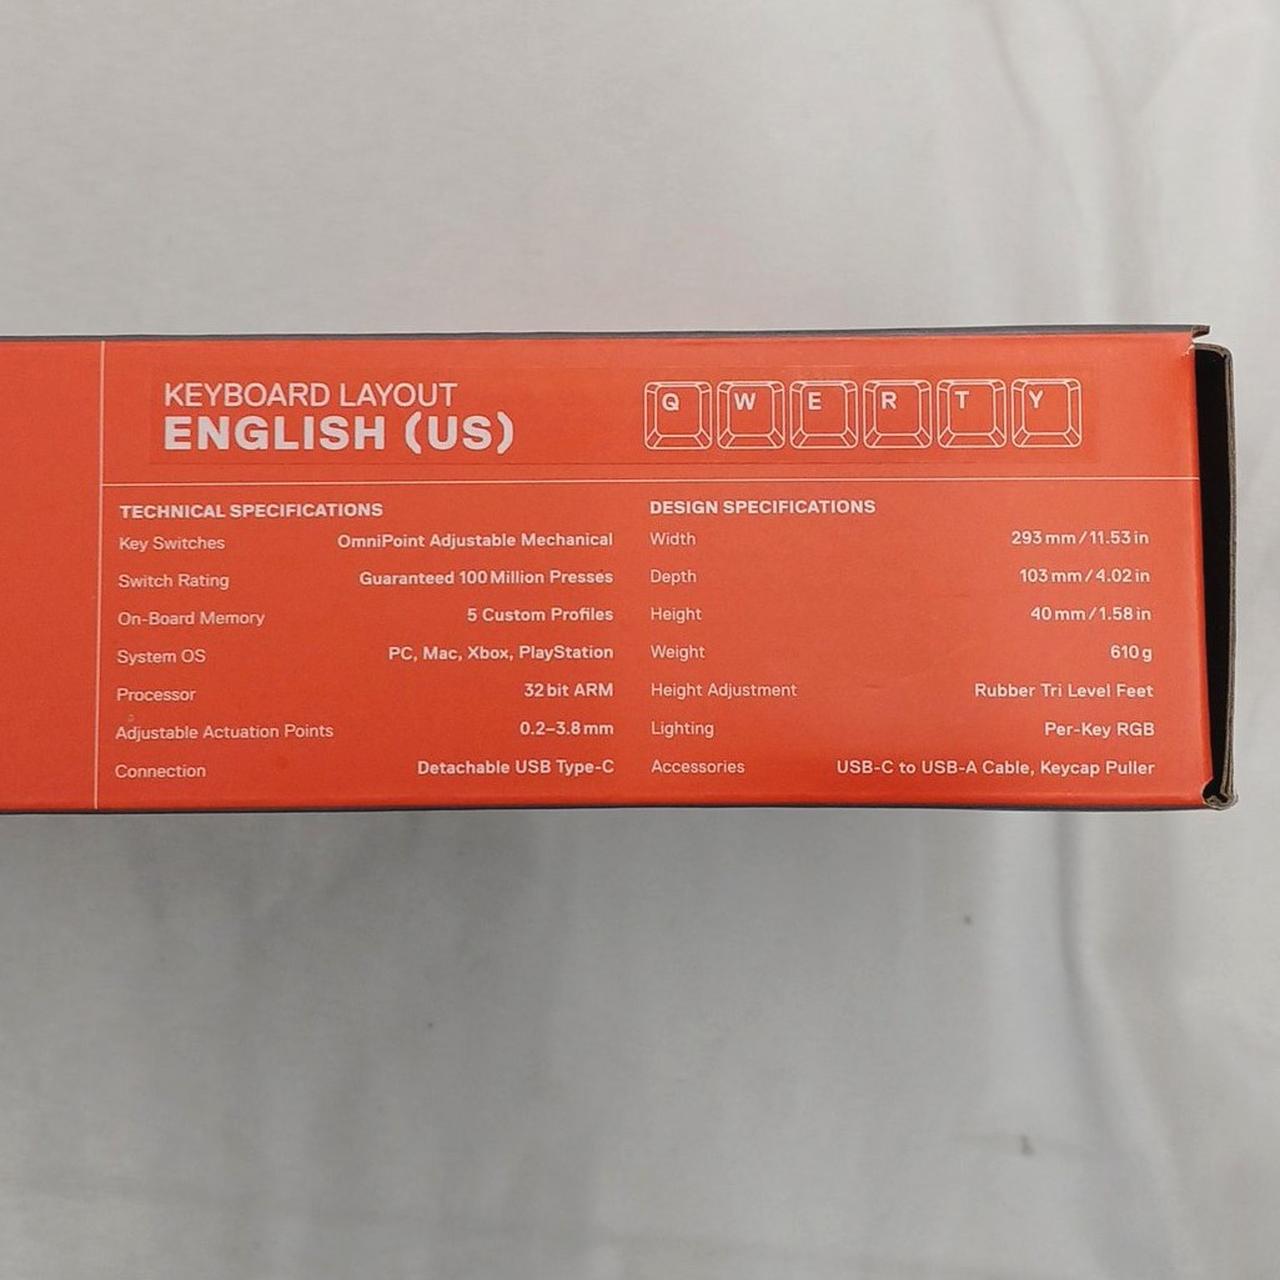 KEYBOARD LAYOUT
ENGLISH (US)
Q W E R T Y
TECHNICAL SPECIFICATIONS
Key Switches OmniPoint Adjustable Mechanical
Switch Rating Guaranteed 100 Million Presses
On-Board Memory 5 Custom Profiles
System OS PC, Mac, Xbox, PlayStation
Processor 32 bit ARM
Adjustable Actuation Points 0.2–3.8 mm
Connection Detachable USB Type-C
DESIGN SPECIFICATIONS
Width 293 mm / 11.53 in
Depth 103 mm / 4.02 in
Height 40 mm / 1.58 in
Weight 610 g
Height Adjustment Rubber Tri Level Feet
Lighting Per-Key RGB
Accessories USB-C to USB-A Cable, Keycap Puller